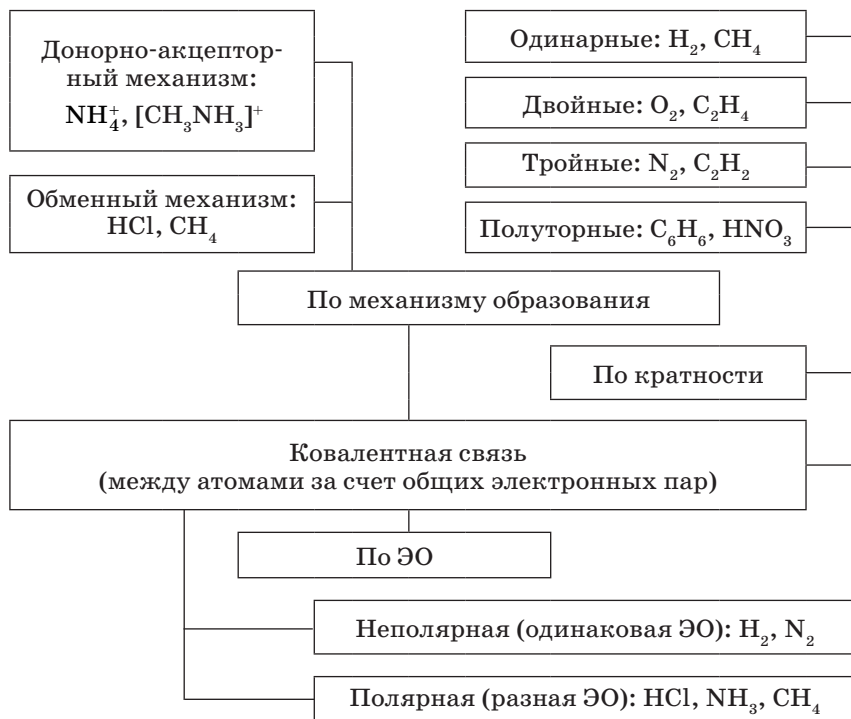 Донорно-акцептор-
ный механизм:
NH₄⁺, [CH₃NH₃]⁺
Обменный механизм:
HCl, CH₄
Одинарные: H₂, CH₄
Двойные: O₂, C₂H₄
Тройные: N₂, C₂H₂
Полуторные: C₆H₆, HNO₃
По механизму образования
По кратности
Ковалентная связь
(между атомами за счет общих электронных пар)
По ЭО
Неполярная (одинаковая ЭО): H₂, N₂
Полярная (разная ЭО): HCl, NH₃, CH₄